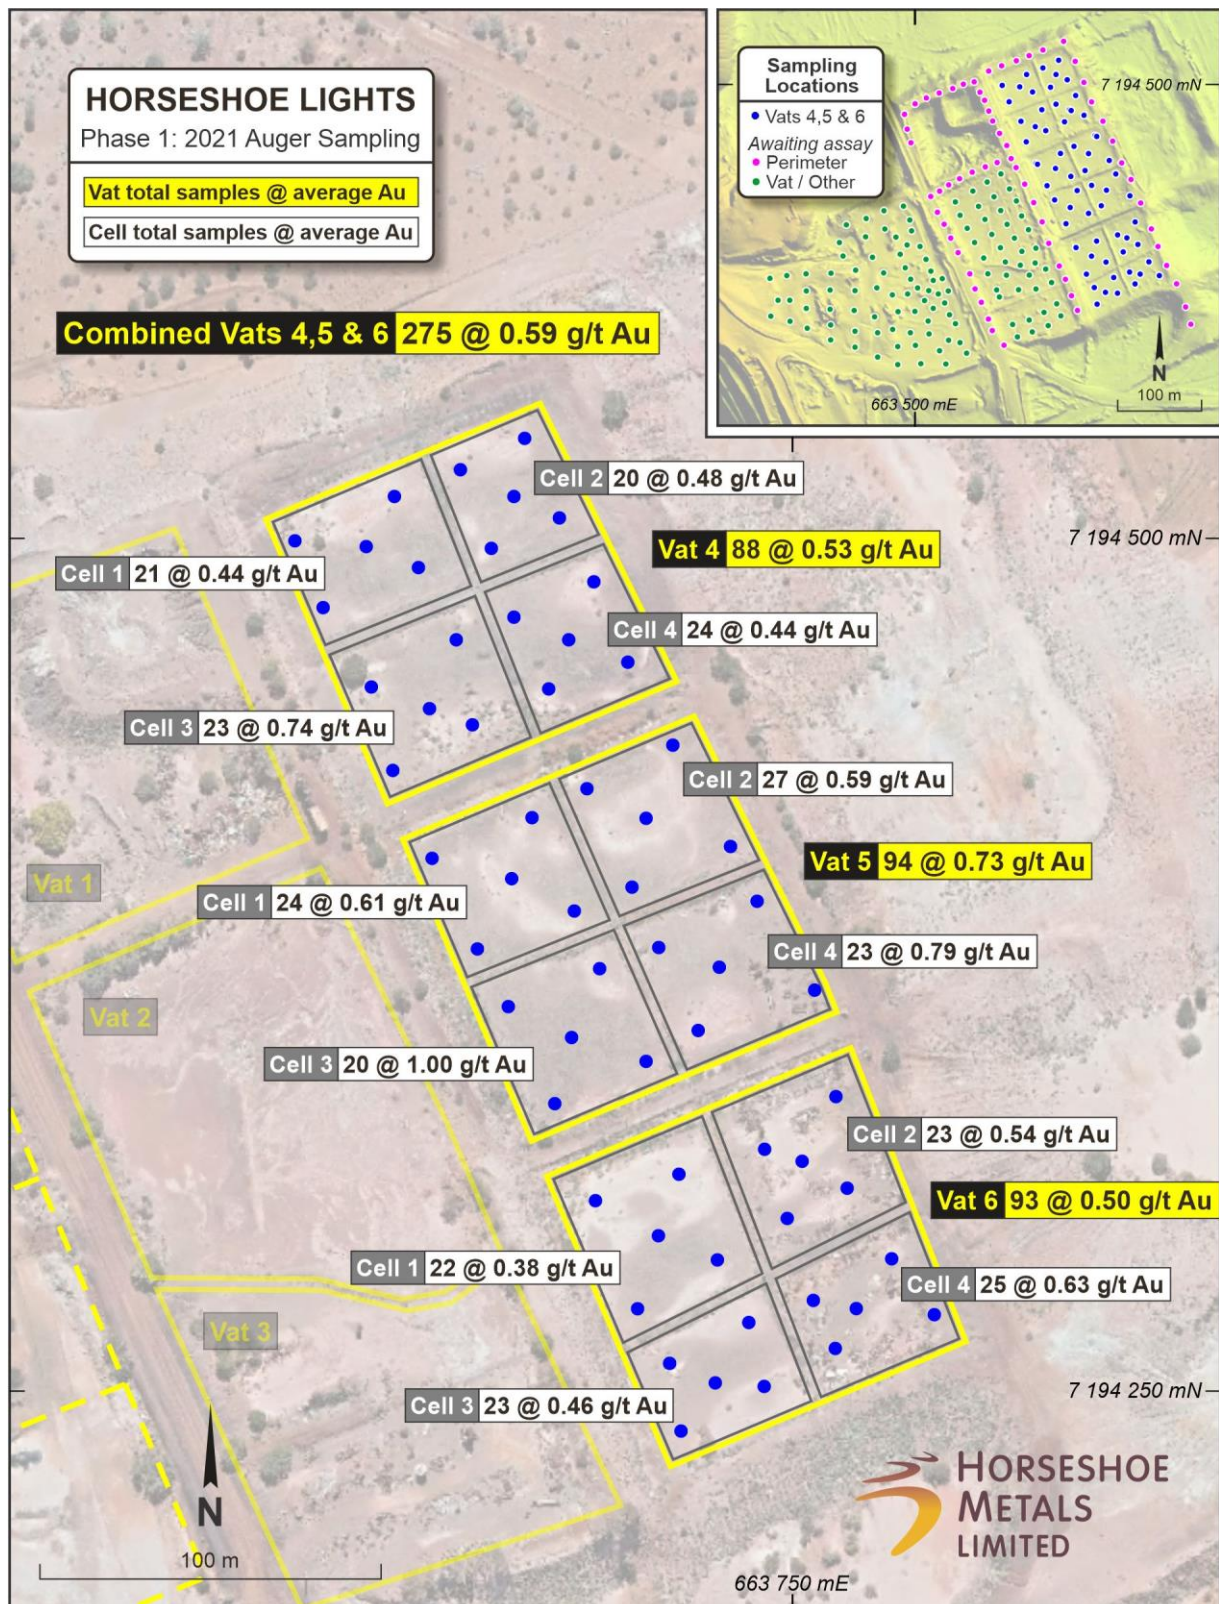 HORSESHOE LIGHTS
Phase 1: 2021 Auger Sampling
Vat total samples @ average Au
Cell total samples @ average Au
Sampling
Locations
Vats 4,5 & 6
Awaiting assay
Perimeter
Vat / Other
7 194 500 mN
663 500 mE
N
100 m
Combined Vats 4,5 & 6 275 @ 0.59 g/t Au
Cell 2 20 @ 0.48 g/t Au
7 194 500 mN
Vat 4 88 @ 0.53 g/t Au
Cell 1 21 @ 0.44 g/t Au
Cell 4 24 @ 0.44 g/t Au
Cell 3 23 @ 0.74 g/t Au
Cell 2 27 @ 0.59 g/t Au
Vat 5 94 @ 0.73 g/t Au
Vat 1
Cell 1 24 @ 0.61 g/t Au
Cell 4 23 @ 0.79 g/t Au
Vat 2
Cell 3 20 @ 1.00 g/t Au
Cell 2 23 @ 0.54 g/t Au
Vat 6 93 @ 0.50 g/t Au
Cell 1 22 @ 0.38 g/t Au
Cell 4 25 @ 0.63 g/t Au
Vat 3
7 194 250 mN
Cell 3 23 @ 0.46 g/t Au
HORSESHOE
METALS
LIMITED
N
100 m
663 750 mE